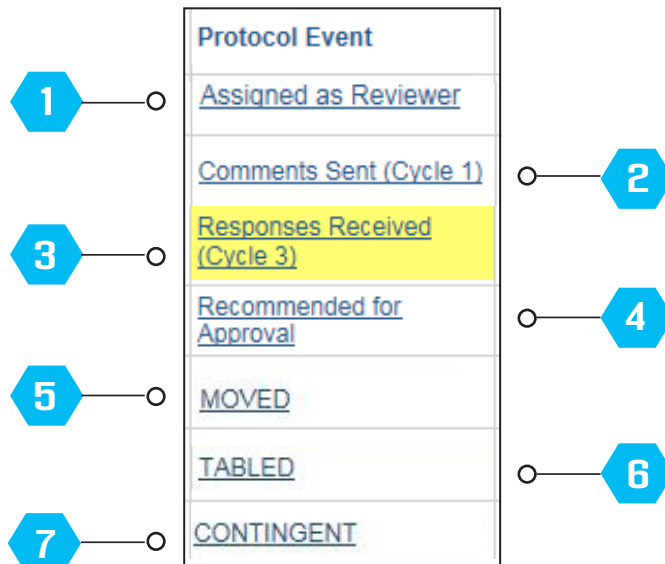 Protocol Event
1
Assigned as Reviewer
Comments Sent (Cycle 1)
2
3
Responses Received
(Cycle 3)
Recommended for
Approval
4
5
MOVED
TABLED
6
7
CONTINGENT